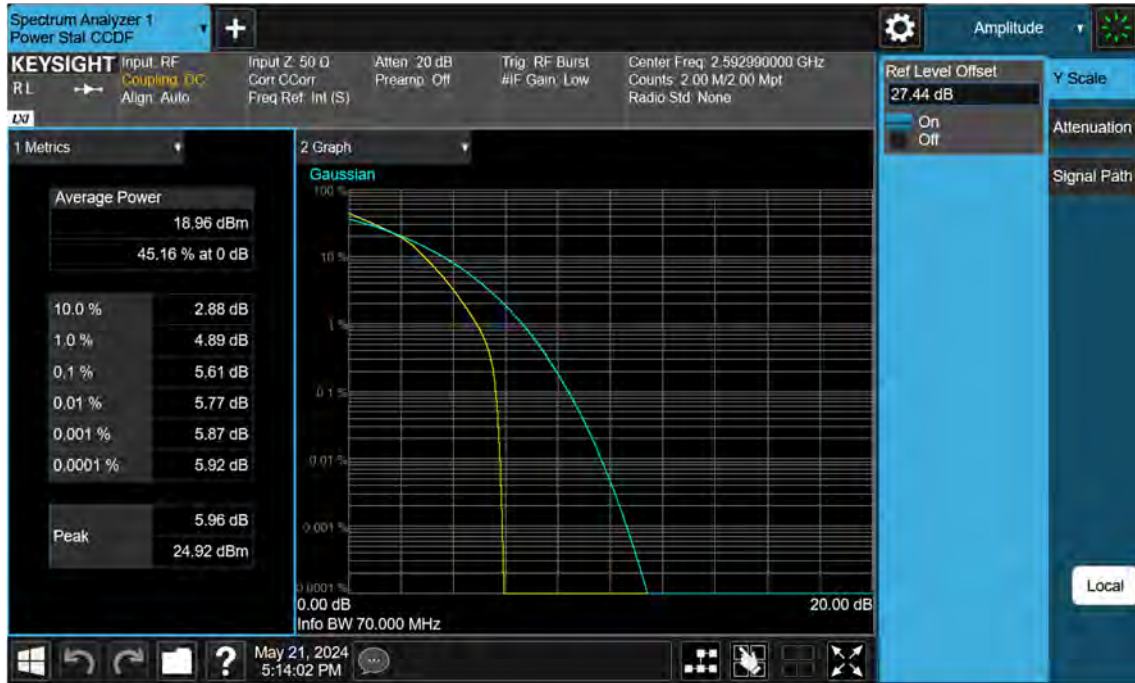 Spectrum Analyzer 1
Power Stat CCDF
+
Amplitude
KEYSIGHT
RL
LXI
Input: RF
Coupling: DC
Align: Auto
Input Z: 50 Ω
Corr CCorr
Freq Ref: Int (S)
Atten: 20 dB
Preamp: Off
Trig: RF Burst
#IF Gain: Low
Center Freq: 2.592990000 GHz
Counts: 2.00 M/2.00 Mpt
Radio Std: None
Ref Level Offset
27.44 dB
On
Off
Y Scale
Attenuation
Signal Path
Local
1 Metrics
Average Power
18.96 dBm
45.16 % at 0 dB
10.0 % 2.88 dB
1.0 % 4.89 dB
0.1 % 5.61 dB
0.01 % 5.77 dB
0.001 % 5.87 dB
0.0001 % 5.92 dB
Peak
5.96 dB
24.92 dBm
2 Graph
Gaussian
100 %
10 %
1 %
0.1 %
0.01 %
0.001 %
0.0001 %
0.00 dB
20.00 dB
Info BW 70.000 MHz
?
May 21, 2024
5:14:02 PM